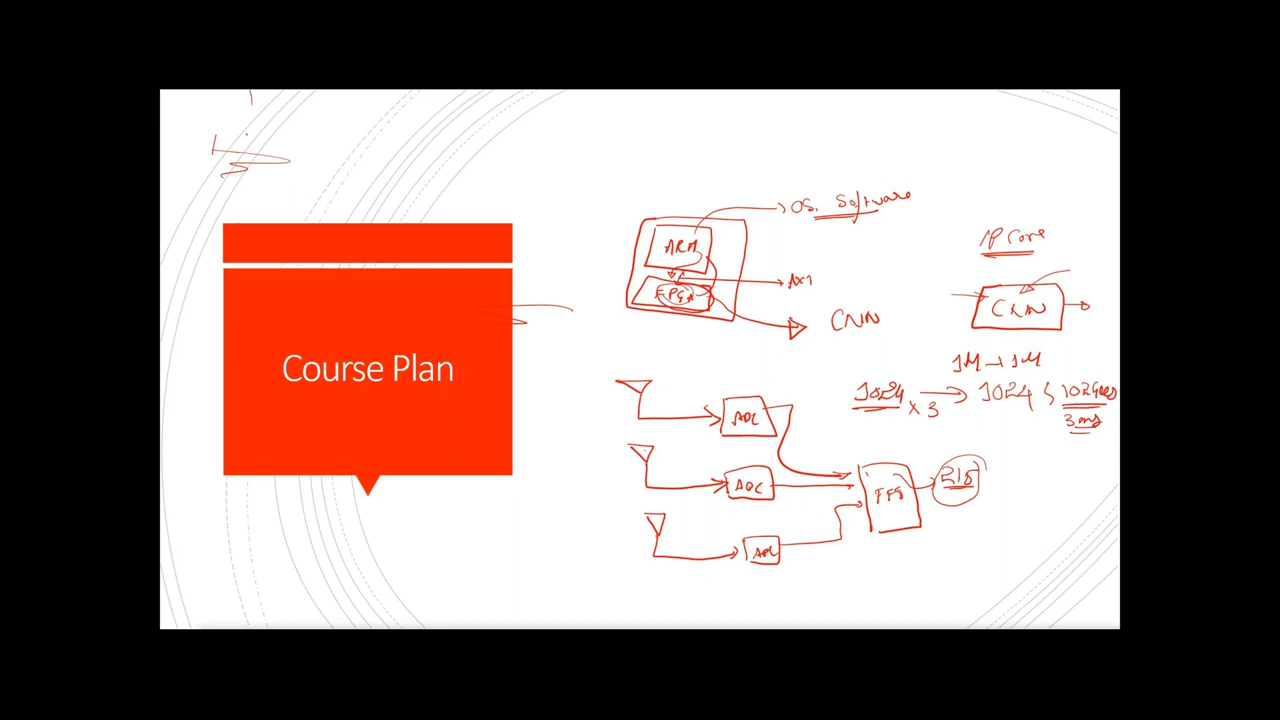 Course Plan
OS. Software
ARM
FPGA
AXI
CNN
IP Core
CNN
1M → 1M
1024 × 3 → 1024
3ms
ADC
ADC
ADC